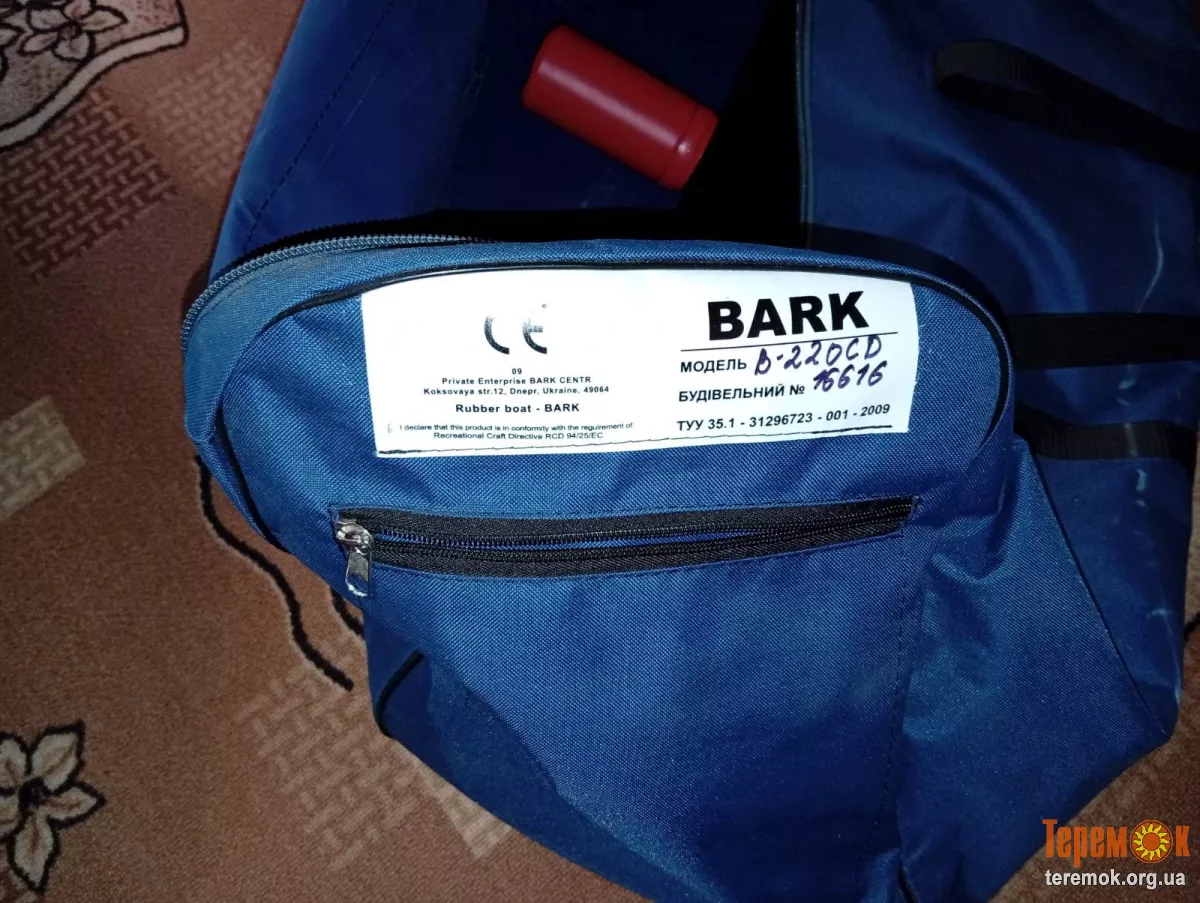 CE
09
Private Enterprise BARK CENTR
Koksovaya str.12, Dnepr, Ukraine, 49064
Rubber boat - BARK
I declare that this product is in conformity with the requirement of
Recreational Craft Directive RCD 94/25/EC
BARK
МОДЕЛЬ B-220CD
БУДІВЕЛЬНИЙ № 16616
ТУУ 35.1 - 31296723 - 001 - 2009
Теремок
teremok.org.ua